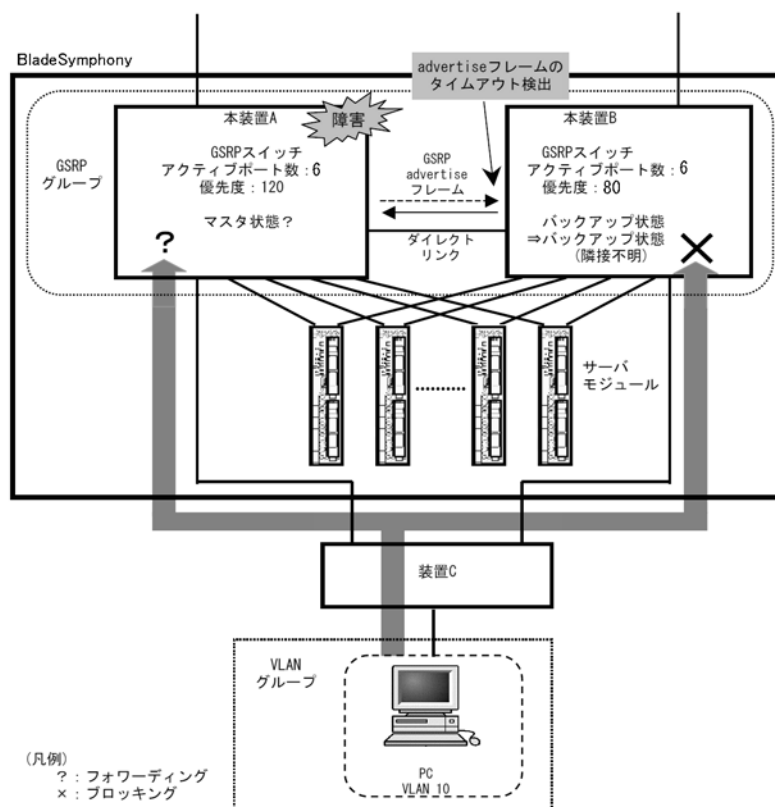 BladeSymphony
advertiseフレームの
タイムアウト検出
本装置A
障害
本装置B
GSRP
グループ
GSRPスイッチ
アクティブポート数:6
優先度:120
マスタ状態?
?
GSRP
advertise
フレーム
ダイレクト
リンク
GSRPスイッチ
アクティブポート数:6
優先度:80
バックアップ状態
⇒バックアップ状態
(隣接不明)
×
サーバ
モジュール
装置C
VLAN
グループ
PC
VLAN 10
(凡例)
?:フォワーディング
×:ブロッキング